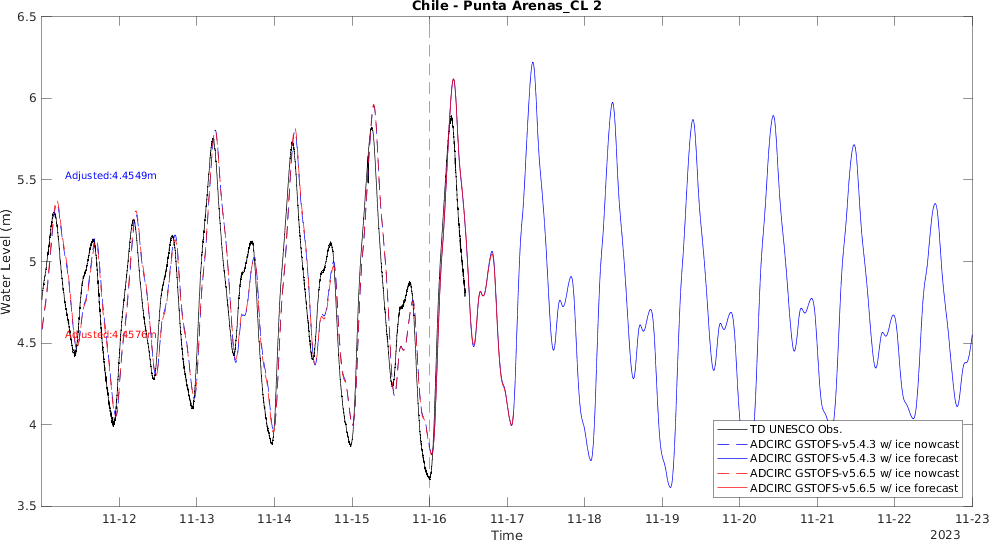 Chile - Punta Arenas_CL 2
6.5
6
5.5
5
4.5
4
3.5
Water Level (m)
Adjusted:4.4549m
Adjusted:4.4576m
TD UNESCO Obs.
ADCIRC GSTOFS-v5.4.3 w/ ice nowcast
ADCIRC GSTOFS-v5.4.3 w/ ice forecast
ADCIRC GSTOFS-v5.6.5 w/ ice nowcast
ADCIRC GSTOFS-v5.6.5 w/ ice forecast
11-12 11-13 11-14 11-15 11-16 11-17 11-18 11-19 11-20 11-21 11-22 11-23
Time
2023